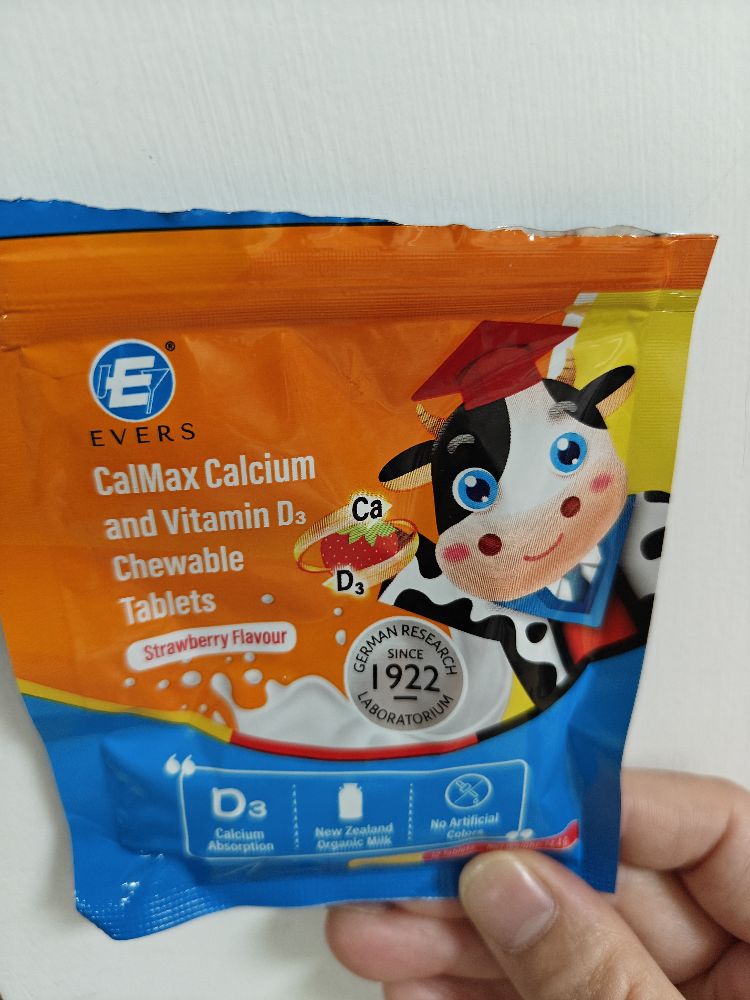 E
®
EVERS
CalMax Calcium
and Vitamin D₃
Chewable
Tablets
Strawberry Flavour
Ca
D₃
GERMAN RESEARCH
SINCE
1922
LABORATORIUM
“
D₃
Calcium
Absorption
New Zealand
Organic Milk
No Artificial
Colors
”
Tablets